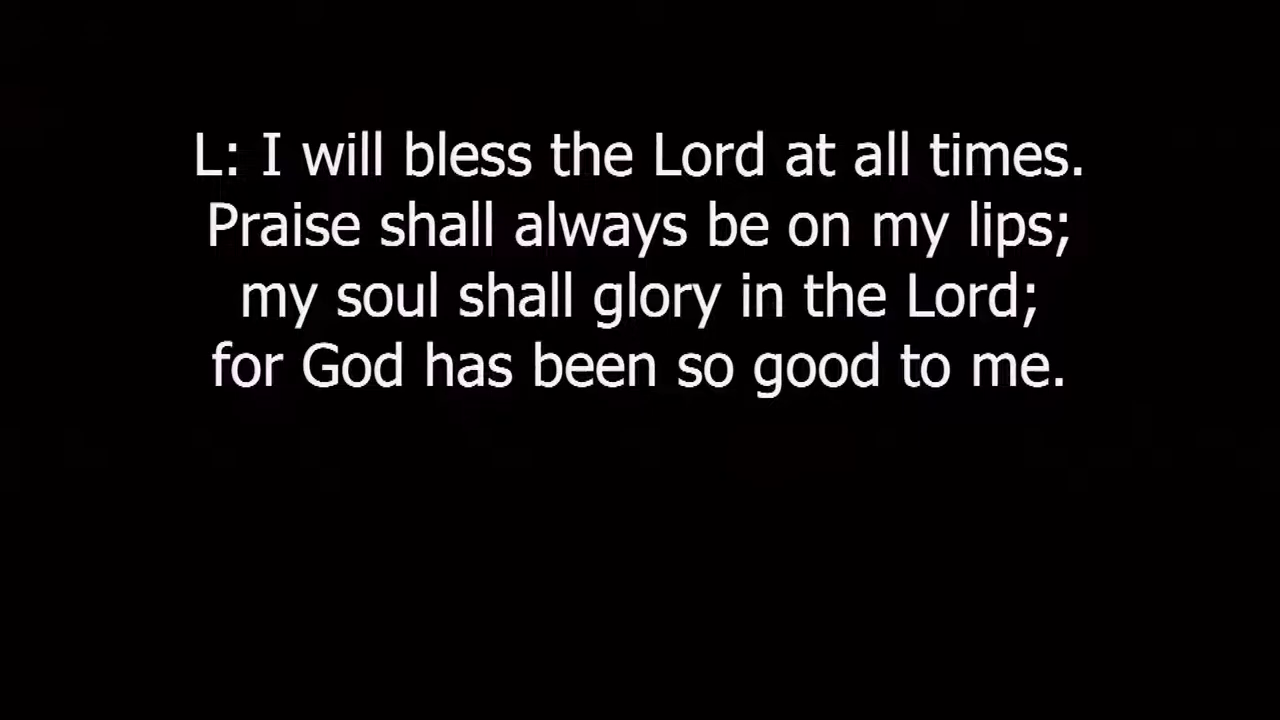 L: I will bless the Lord at all times.
Praise shall always be on my lips;
my soul shall glory in the Lord;
for God has been so good to me.